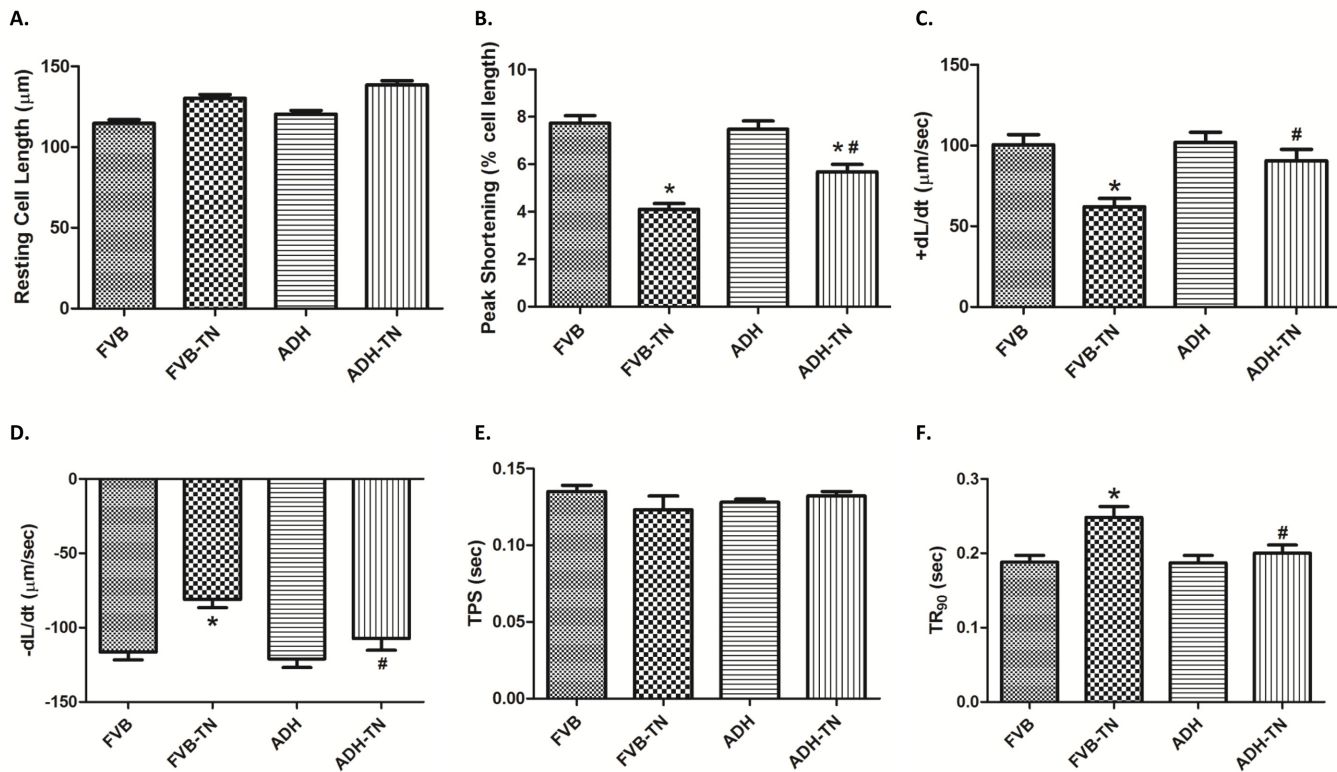 A.
Resting Cell Length (μm)
150
100
50
0
FVB
FVB-TN
ADH
ADH-TN
B.
Peak Shortening (% cell length)
10
8
6
4
2
0
*
* #
FVB
FVB-TN
ADH
ADH-TN
C.
+dL/dt (μm/sec)
150
100
50
0
*
#
FVB
FVB-TN
ADH
ADH-TN
D.
-dL/dt (μm/sec)
0
-50
-100
-150
*
#
FVB
FVB-TN
ADH
ADH-TN
E.
TPS (sec)
0.15
0.10
0.05
0.00
FVB
FVB-TN
ADH
ADH-TN
F.
TR₉₀ (sec)
0.3
0.2
0.1
0.0
*
#
FVB
FVB-TN
ADH
ADH-TN